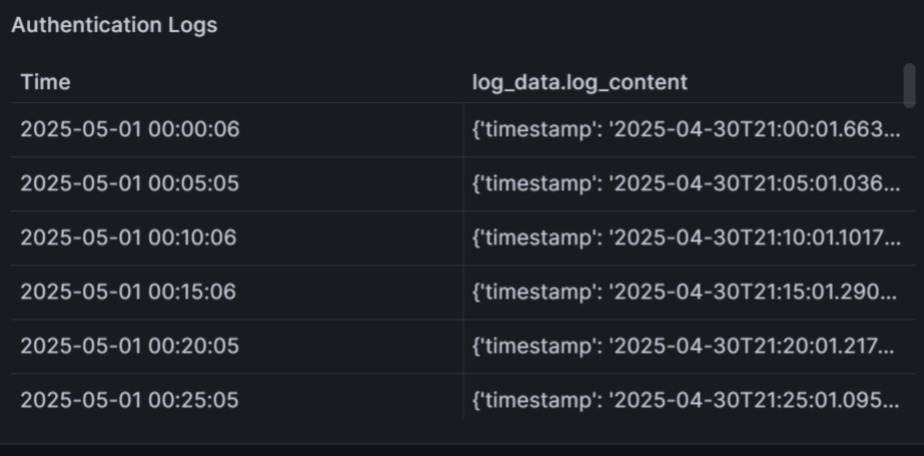 Authentication Logs
Time log_data.log_content
2025-05-01 00:00:06 {'timestamp': '2025-04-30T21:00:01.663...
2025-05-01 00:05:05 {'timestamp': '2025-04-30T21:05:01.036...
2025-05-01 00:10:06 {'timestamp': '2025-04-30T21:10:01.1017...
2025-05-01 00:15:06 {'timestamp': '2025-04-30T21:15:01.290...
2025-05-01 00:20:05 {'timestamp': '2025-04-30T21:20:01.217...
2025-05-01 00:25:05 {'timestamp': '2025-04-30T21:25:01.095...